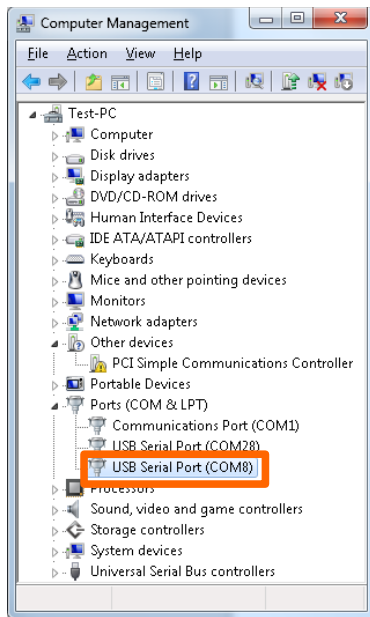 Computer Management
File Action View Help
Test-PC
Computer
Disk drives
Display adapters
DVD/CD-ROM drives
Human Interface Devices
IDE ATA/ATAPI controllers
Keyboards
Mice and other pointing devices
Monitors
Network adapters
Other devices
PCI Simple Communications Controller
Portable Devices
Ports (COM & LPT)
Communications Port (COM1)
USB Serial Port (COM28)
USB Serial Port (COM8)
Processors
Sound, video and game controllers
Storage controllers
System devices
Universal Serial Bus controllers